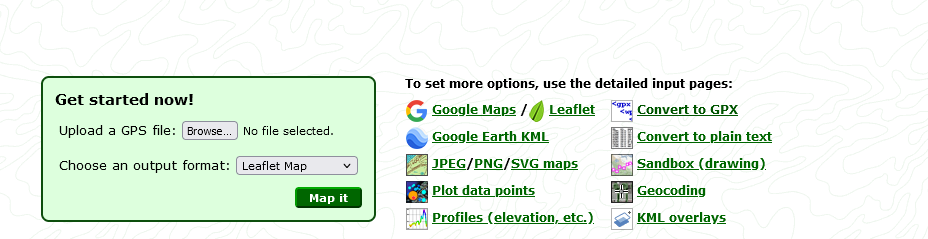 Get started now!
Upload a GPS file: Browse... No file selected.
Choose an output format: Leaflet Map
Map it
To set more options, use the detailed input pages:
Google Maps / Leaflet
Google Earth KML
JPEG/PNG/SVG maps
Plot data points
Profiles (elevation, etc.)
<gpx Convert to GPX
Convert to plain text
Sandbox (drawing)
Geocoding
KML overlays